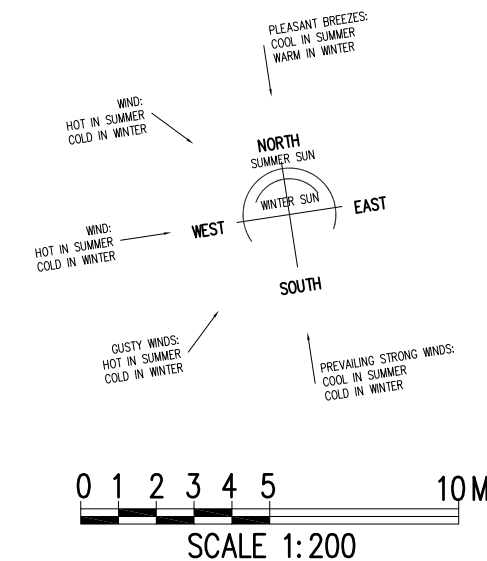 PLEASANT BREEZES:
COOL IN SUMMER
WARM IN WINTER
WIND:
HOT IN SUMMER
COLD IN WINTER
NORTH
SUMMER SUN
WINTER SUN
EAST
WEST
WIND:
HOT IN SUMMER
COLD IN WINTER
SOUTH
GUSTY WINDS:
HOT IN SUMMER
COLD IN WINTER
PREVAILING STRONG WINDS:
COOL IN SUMMER
COLD IN WINTER
0 1 2 3 4 5 10 M
SCALE 1:200